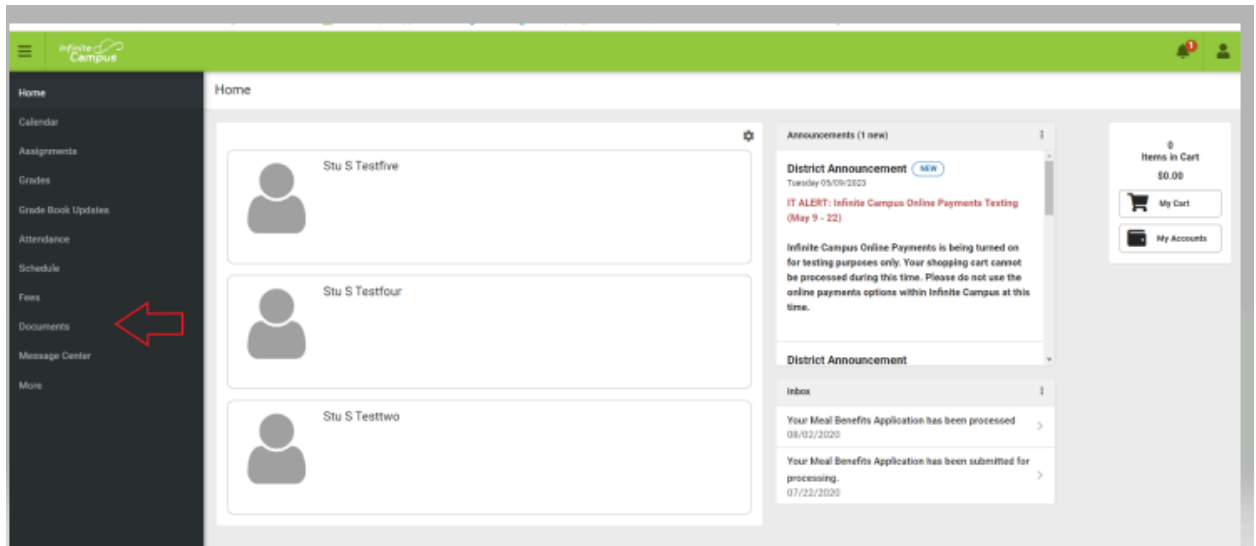 Infinite
Campus
1
Home
Calendar
Assignments
Grades
Grade Book Updates
Attendance
Schedule
Fees
Documents
Message Center
More
Home
Stu S Testfive
Stu S Testfour
Stu S Testtwo
Announcements (1 new)
District Announcement NEW
Tuesday 05/09/2023
IT ALERT: Infinite Campus Online Payments Testing
(May 9 - 22)
Infinite Campus Online Payments is being turned on
for testing purposes only. Your shopping cart cannot
be processed during this time. Please do not use the
online payments options within Infinite Campus at this
time.
District Announcement
Inbox
Your Meal Benefits Application has been processed
08/02/2020
Your Meal Benefits Application has been submitted for
processing.
07/22/2020
0
Items in Cart
$0.00
My Cart
My Accounts